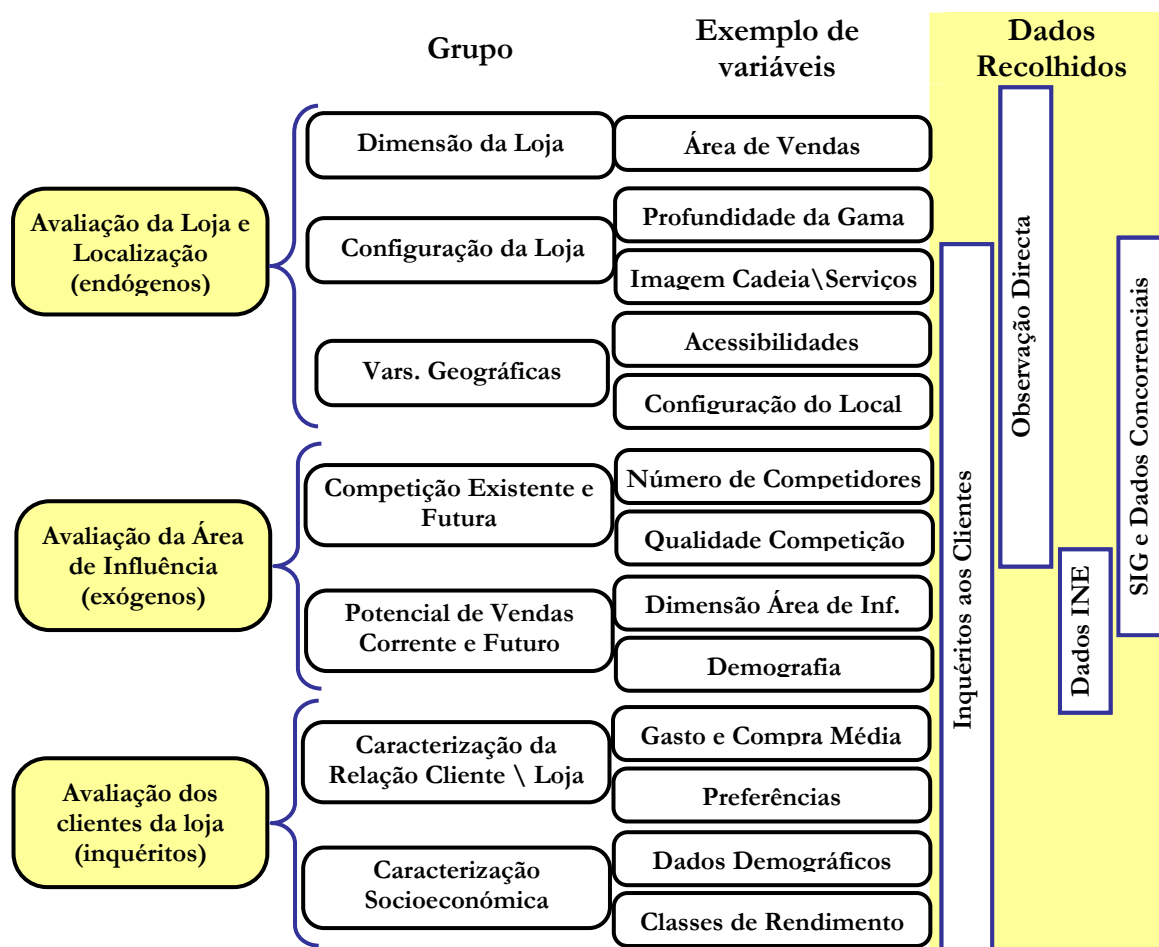 Grupo
Exemplo de
variáveis
Dados
Recolhidos
Avaliação da Loja e
Localização
(endógenos)
Dimensão da Loja
Área de Vendas
Configuração da Loja
Profundidade da Gama
Imagem Cadeia\Serviços
Vars. Geográficas
Acessibilidades
Configuração do Local
Avaliação da Área
de Influência
(exógenos)
Competição Existente e
Futura
Número de Competidores
Qualidade Competição
Potencial de Vendas
Corrente e Futuro
Dimensão Área de Inf.
Demografia
Avaliação dos
clientes da loja
(inquéritos)
Caracterização da
Relação Cliente \ Loja
Gasto e Compra Média
Preferências
Caracterização
Socioeconómica
Dados Demográficos
Classes de Rendimento
Inquéritos aos Clientes
Observação Directa
Dados INE
SIG e Dados Concorrenciais